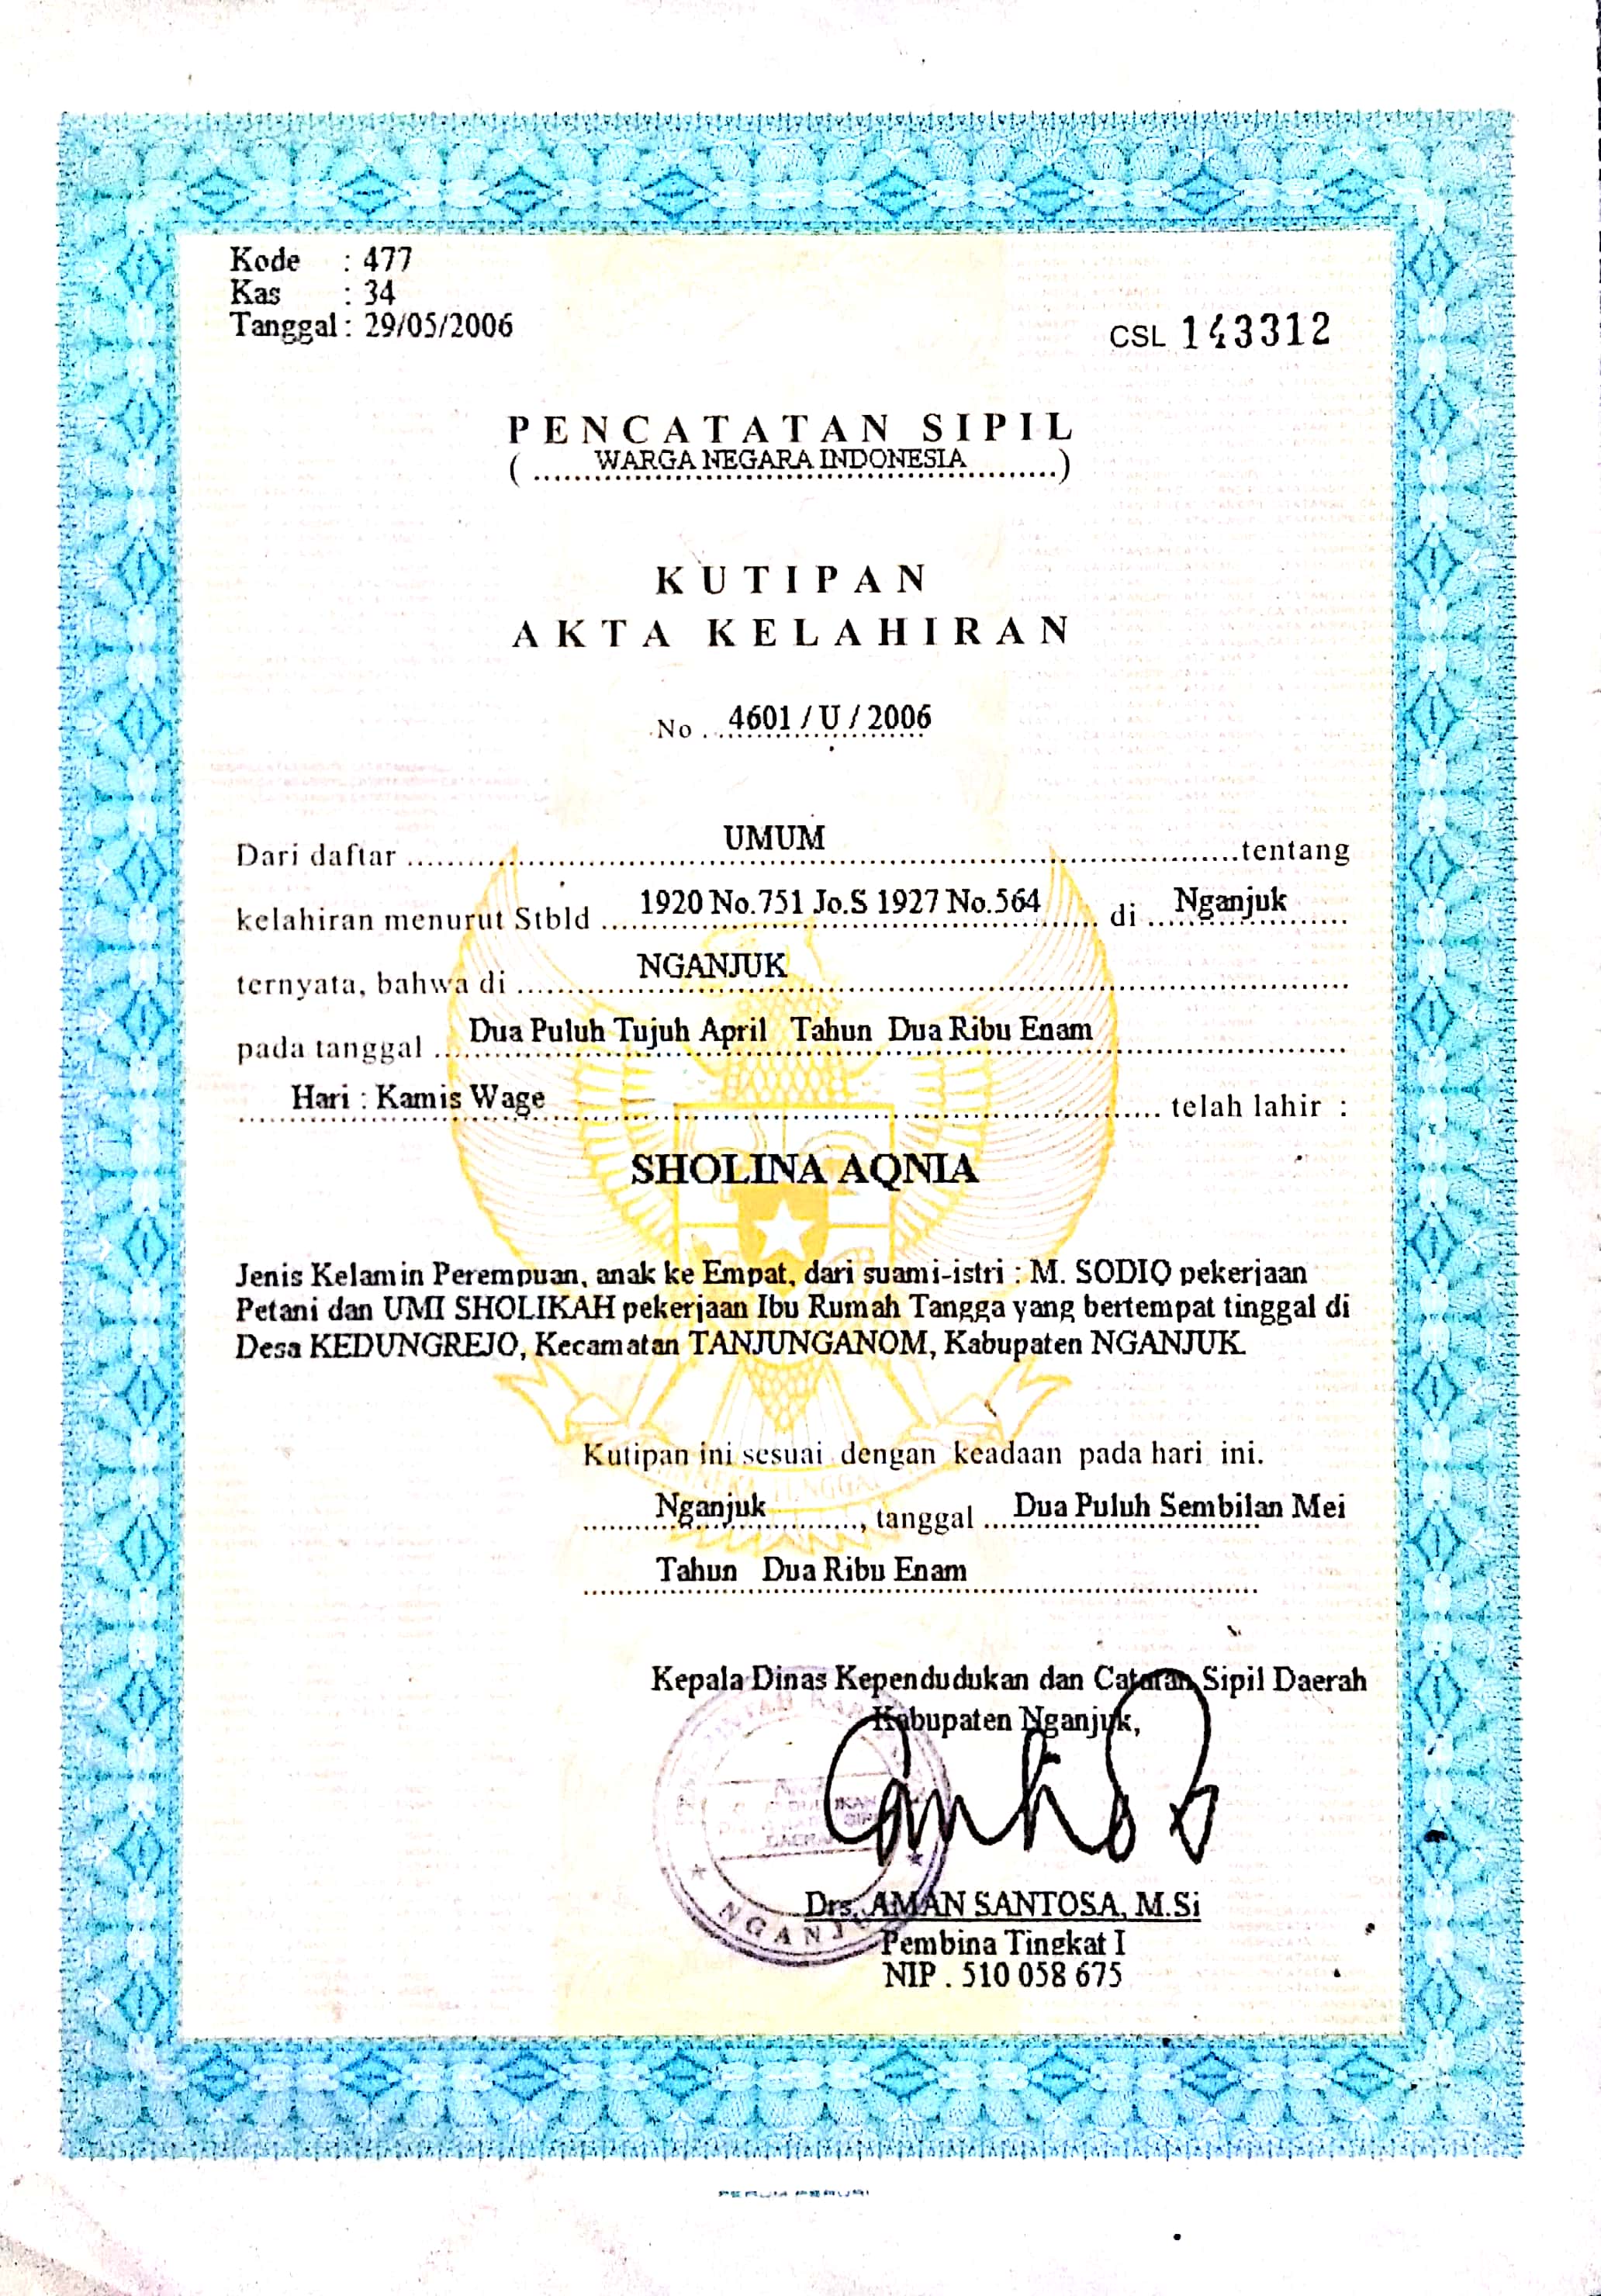 Kode : 477
Kas : 34
Tanggal : 29/05/2006
CSL 143312
PENCATATAN SIPIL
( WARGA NEGARA INDONESIA )
KUTIPAN
AKTA KELAHIRAN
No 4601 / U / 2006
Dari daftar UMUM tentang
kelahiran menurut Stbld 1920 No.751 Jo.S 1927 No.564 di Nganjuk
ternyata, bahwa di NGANJUK
pada tanggal Dua Puluh Tujuh April Tahun Dua Ribu Enam
Hari : Kamis Wage telah lahir :
SHOLINA AQNIA
Jenis Kelamin Perempuan, anak ke Empat, dari suami-istri : M. SODIQ pekerjaan
Petani dan UMI SHOLIKAH pekerjaan Ibu Rumah Tangga yang bertempat tinggal di
Desa KEDUNGREJO, Kecamatan TANJUNGANOM, Kabupaten NGANJUK.
Kutipan ini sesuai dengan keadaan pada hari ini.
Nganjuk, tanggal Dua Puluh Sembilan Mei
Tahun Dua Ribu Enam
Kepala Dinas Kependudukan dan Catatan Sipil Daerah
Kabupaten Nganjuk,
NGANJUK
Drs. AMAN SANTOSA, M.Si
Pembina Tingkat I
NIP . 510 058 675
PERUM PERURI